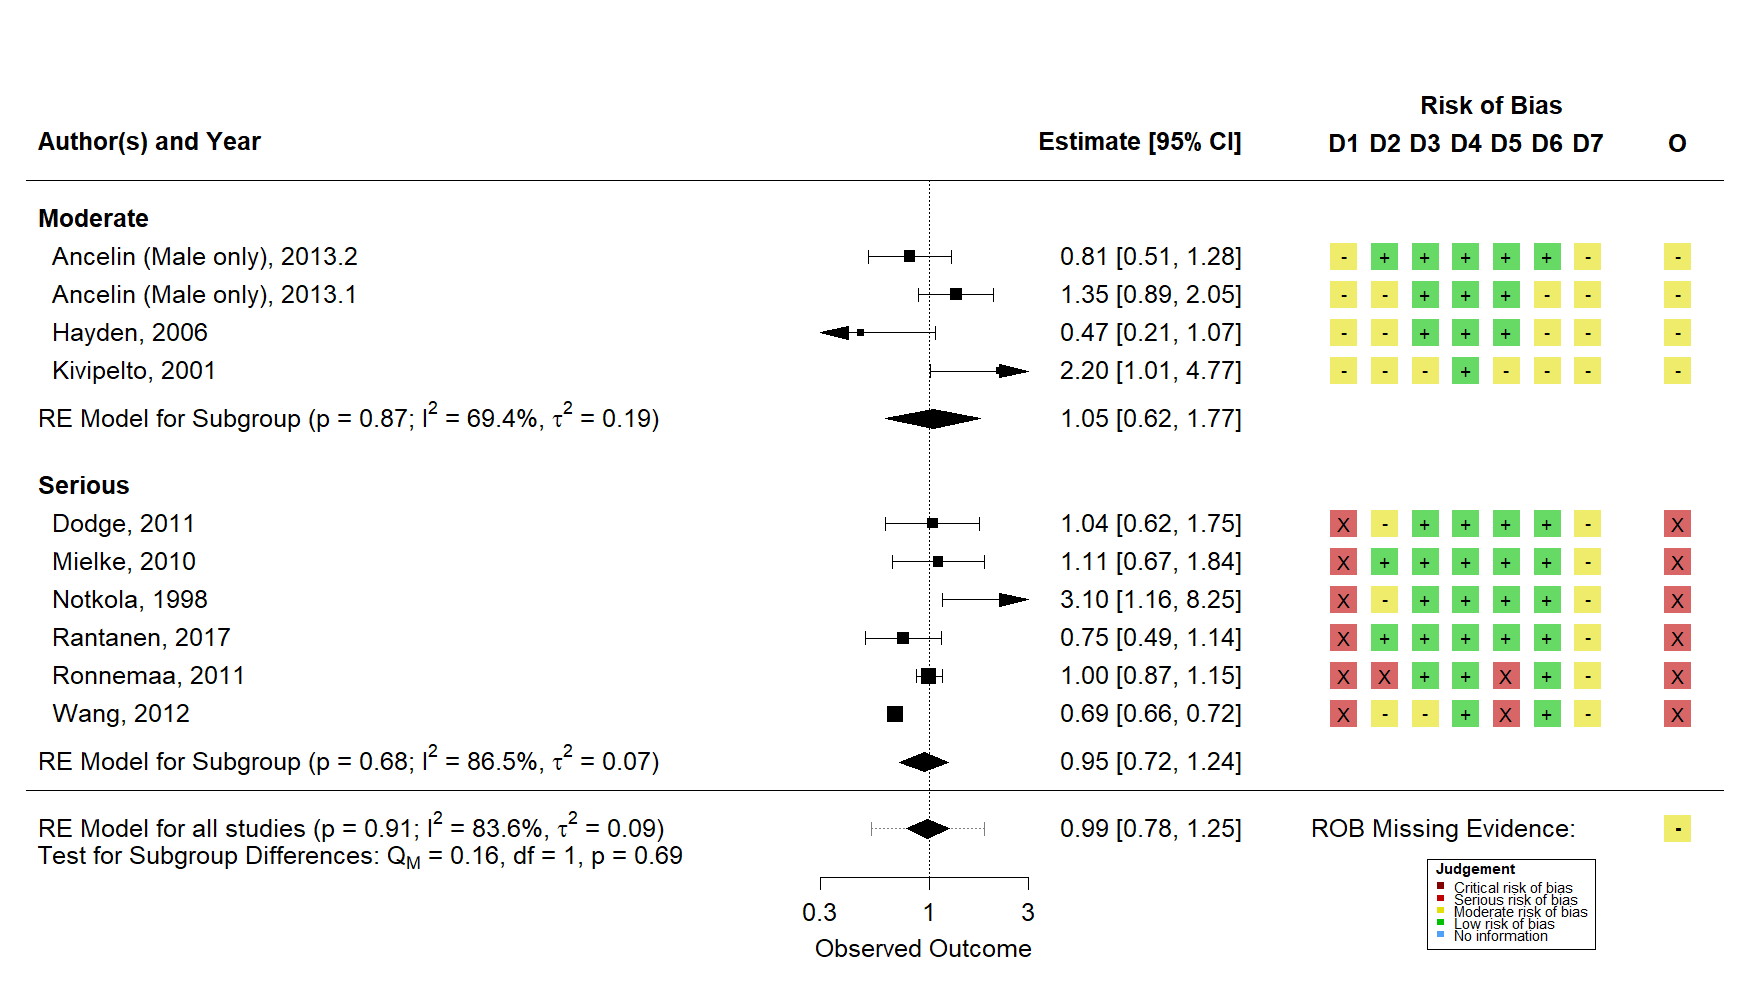 Risk of Bias
Author(s) and Year Estimate [95% CI] D1 D2 D3 D4 D5 D6 D7 O
Moderate
Ancelin (Male only), 2013.2 0.81 [0.51, 1.28] - + + + + + - -
Ancelin (Male only), 2013.1 1.35 [0.89, 2.05] - - + + + - - -
Hayden, 2006 0.47 [0.21, 1.07] - - + + + - - -
Kivipelto, 2001 2.20 [1.01, 4.77] - - - + - - - -
RE Model for Subgroup (p = 0.87; I² = 69.4%, τ² = 0.19) 1.05 [0.62, 1.77]
Serious
Dodge, 2011 1.04 [0.62, 1.75] X - + + + + - X
Mielke, 2010 1.11 [0.67, 1.84] X + + + + + - X
Notkola, 1998 3.10 [1.16, 8.25] X - + + + + - X
Rantanen, 2017 0.75 [0.49, 1.14] X + + + + + - X
Ronnemaa, 2011 1.00 [0.87, 1.15] X X + + X + - X
Wang, 2012 0.69 [0.66, 0.72] X - - + X + - X
RE Model for Subgroup (p = 0.68; I² = 86.5%, τ² = 0.07) 0.95 [0.72, 1.24]
RE Model for all studies (p = 0.91; I² = 83.6%, τ² = 0.09) 0.99 [0.78, 1.25] ROB Missing Evidence: -
Test for Subgroup Differences: Q_M = 0.16, df = 1, p = 0.69
0.3 1 3
Observed Outcome
Judgement
Critical risk of bias
Serious risk of bias
Moderate risk of bias
Low risk of bias
No information